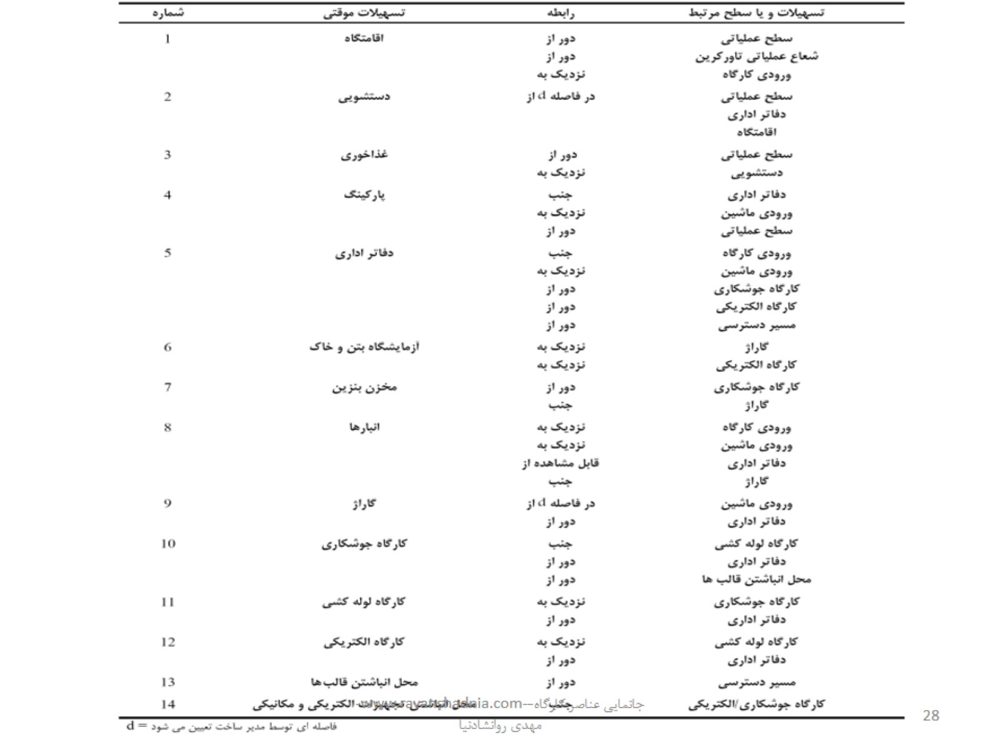 شماره تسهیلات موقتی رابطه تسهیلات و یا سطح مرتبط
1 اقامتگاه دور از سطح عملیاتی
دور از شعاع عملیاتی تاورکرین
نزدیک به ورودی کارگاه
2 دستشویی در فاصله d از سطح عملیاتی
دفاتر اداری
اقامتگاه
3 غذاخوری دور از سطح عملیاتی
نزدیک به دستشویی
4 پارکینگ جنب دفاتر اداری
نزدیک به ورودی ماشین
دور از سطح عملیاتی
5 دفاتر اداری جنب ورودی کارگاه
نزدیک به ورودی ماشین
دور از کارگاه جوشکاری
دور از کارگاه الکتریکی
دور از مسیر دسترسی
6 آزمایشگاه بتن و خاک نزدیک به گاراژ
نزدیک به کارگاه الکتریکی
7 مخزن بنزین دور از کارگاه جوشکاری
جنب گاراژ
8 انبارها نزدیک به ورودی کارگاه
نزدیک به ورودی ماشین
قابل مشاهده از دفاتر اداری
جنب گاراژ
9 گاراژ در فاصله d از ورودی ماشین
دور از دفاتر اداری
10 کارگاه جوشکاری جنب کارگاه لوله کشی
دور از دفاتر اداری
دور از محل انباشتن قالب ها
11 کارگاه لوله کشی نزدیک به کارگاه جوشکاری
دور از دفاتر اداری
12 کارگاه الکتریکی نزدیک به کارگاه لوله کشی
دور از دفاتر اداری
13 محل انباشتن قالب‌ها دور از مسیر دسترسی
14 محل انباشتن تجهیزات الکتریکی و مکانیکی جنب کارگاه جوشکاری/الکتریکی
جانمایی عناصر کارگاه--www.ravanshadnia.com-
مهدی روانشادنیا
d = فاصله ای توسط مدیر ساخت تعیین می شود
28